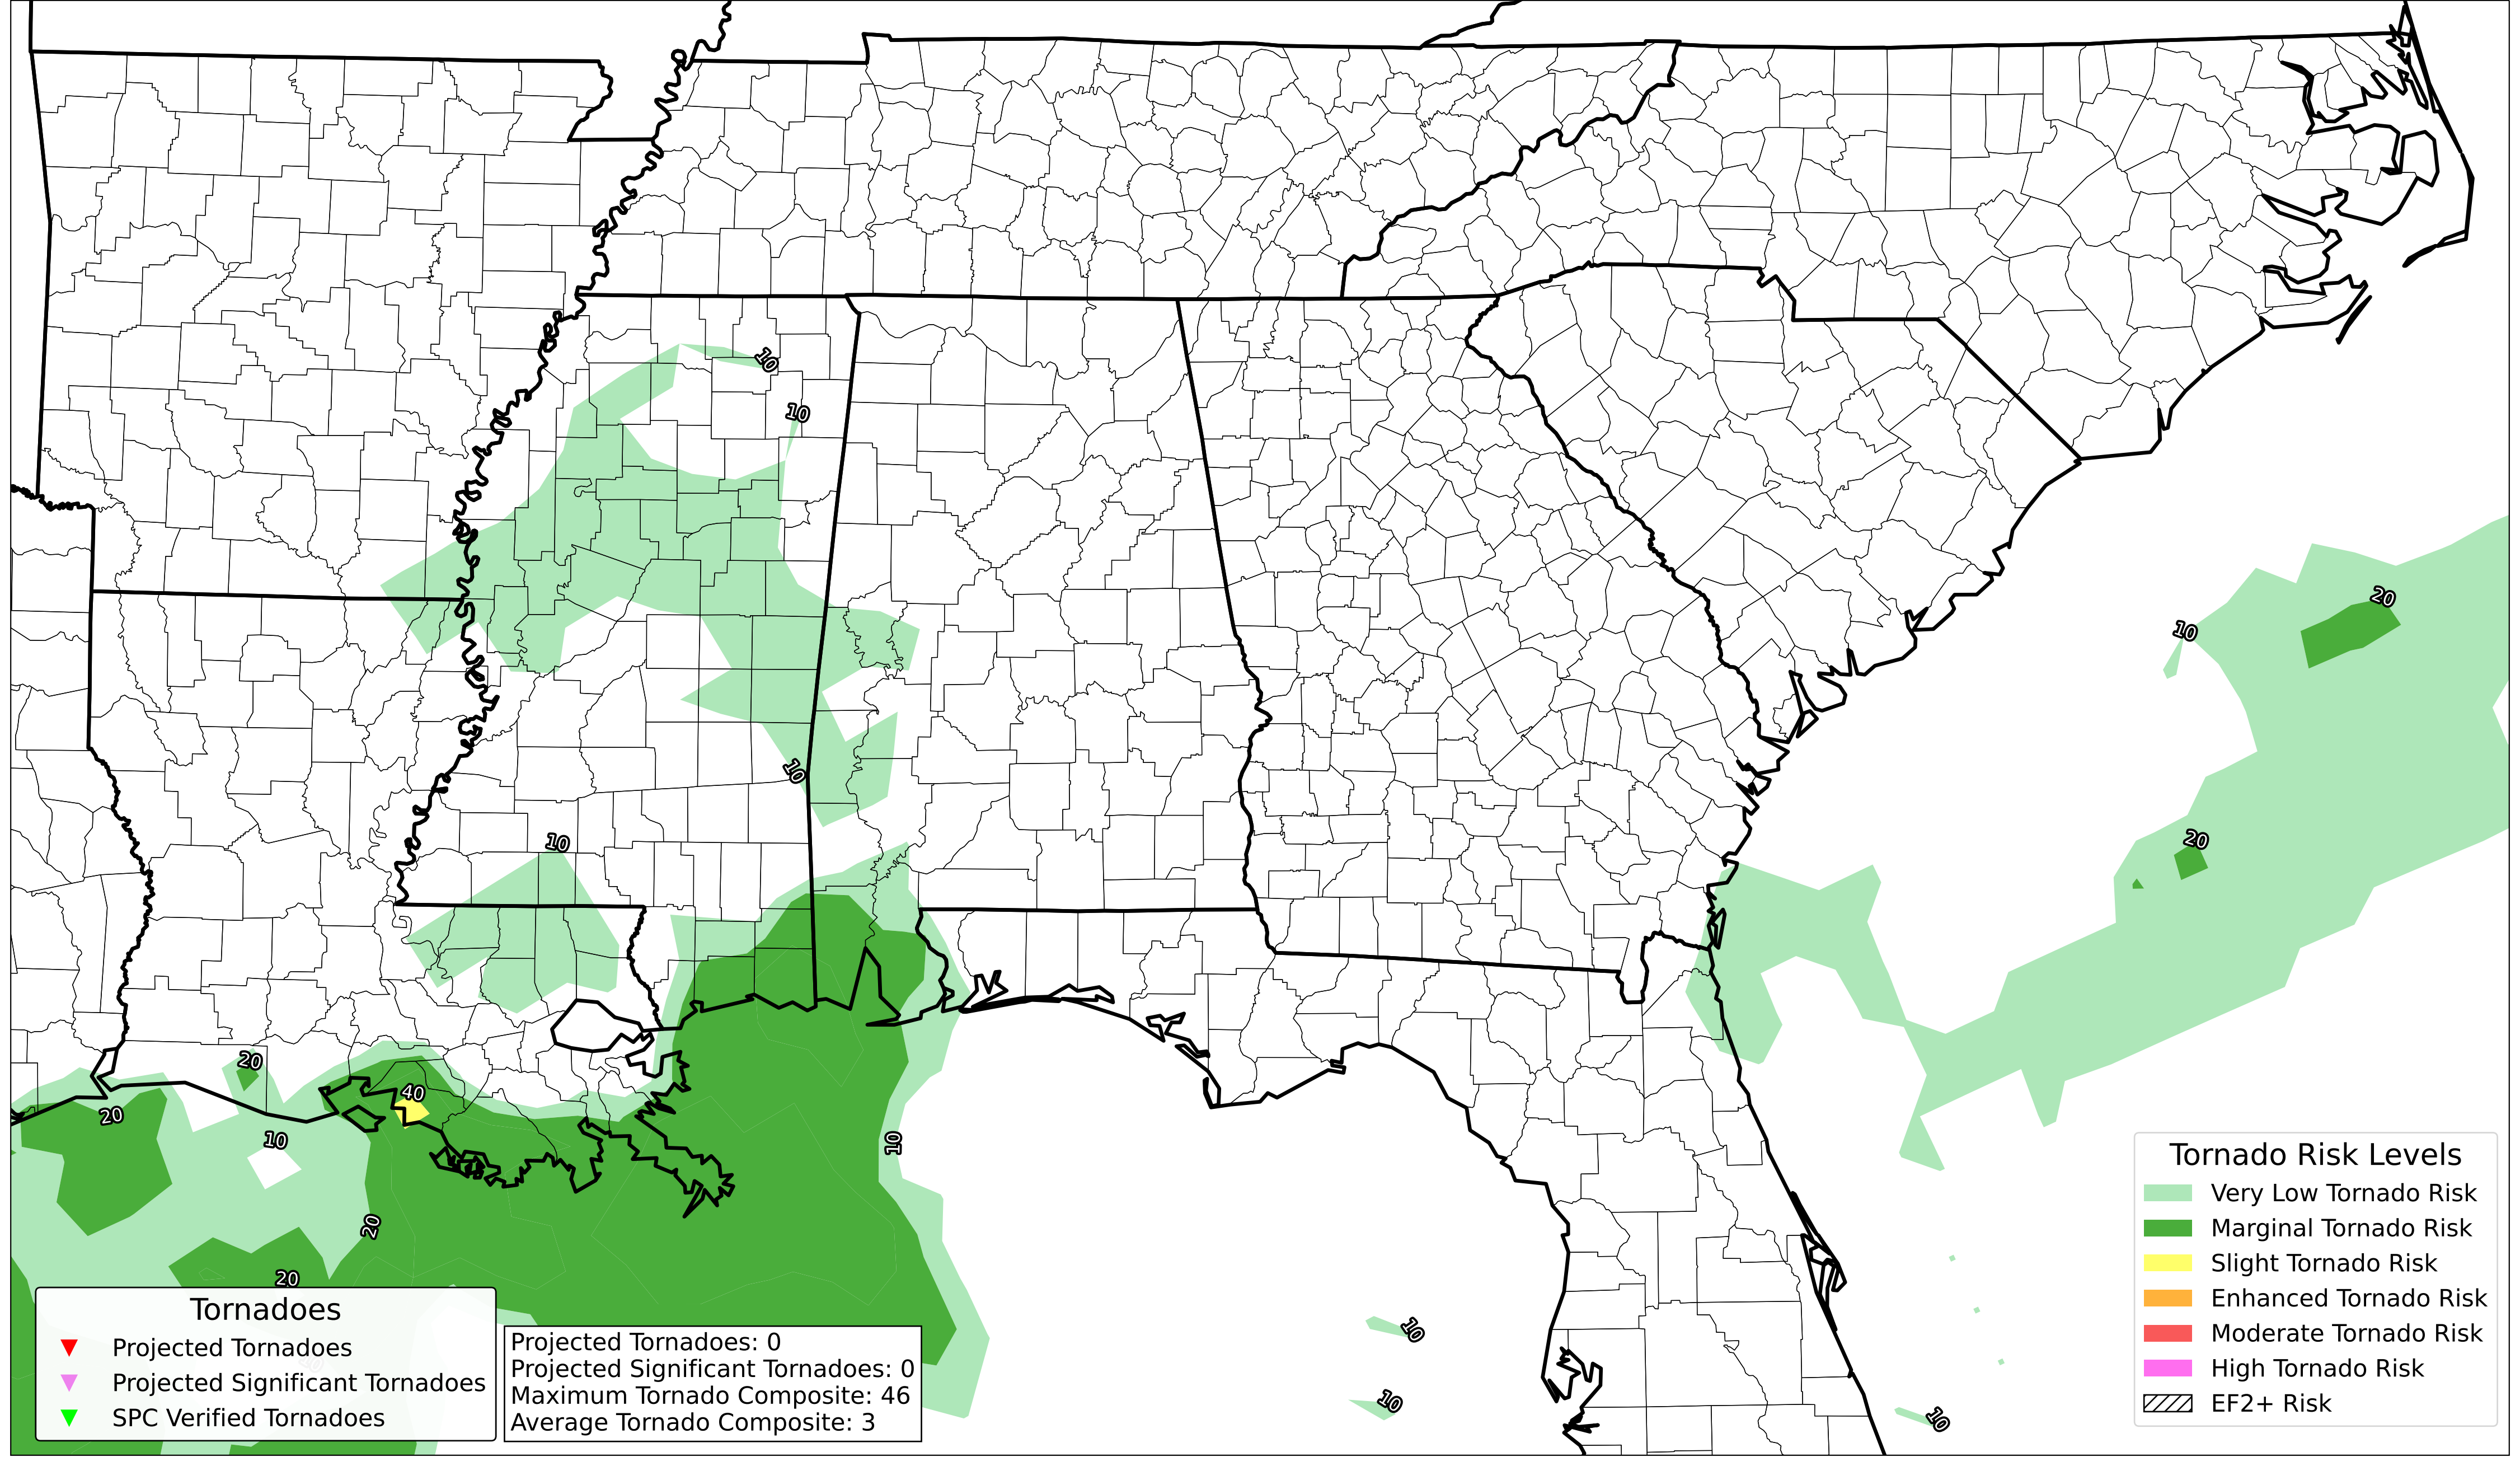 10
10
20
10
10
20
10
20
20
40
10
10
20
20
10
10
10
Tornadoes
Projected Tornadoes
Projected Significant Tornadoes
SPC Verified Tornadoes
Projected Tornadoes: 0
Projected Significant Tornadoes: 0
Maximum Tornado Composite: 46
Average Tornado Composite: 3
Tornado Risk Levels
Very Low Tornado Risk
Marginal Tornado Risk
Slight Tornado Risk
Enhanced Tornado Risk
Moderate Tornado Risk
High Tornado Risk
EF2+ Risk